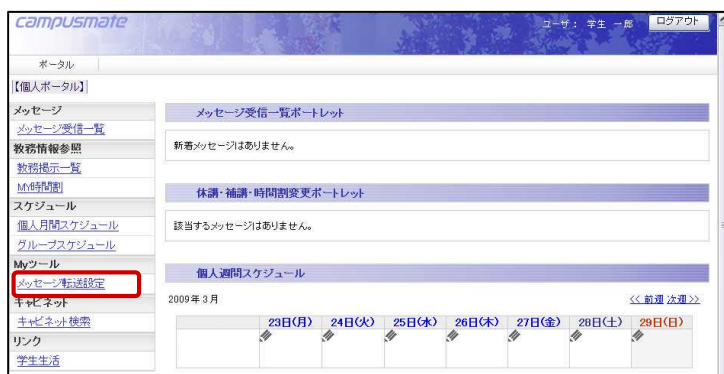 campusmate
ユーザ： 学生 一郎 ログアウト
ポータル
【個人ポータル】
メッセージ
メッセージ受信一覧
教務情報参照
教務掲示一覧
MY時間割
スケジュール
個人月間スケジュール
グループスケジュール
Myツール
メッセージ転送設定
キャビネット
キャビネット検索
リンク
学生生活
メッセージ受信一覧ポートレット
新着メッセージはありません。
休講・補講・時間割変更ポートレット
該当するメッセージはありません。
個人週間スケジュール
2009年3月 << 前週 次週 >>
23日(月) 24日(火) 25日(水) 26日(木) 27日(金) 28日(土) 29日(日)